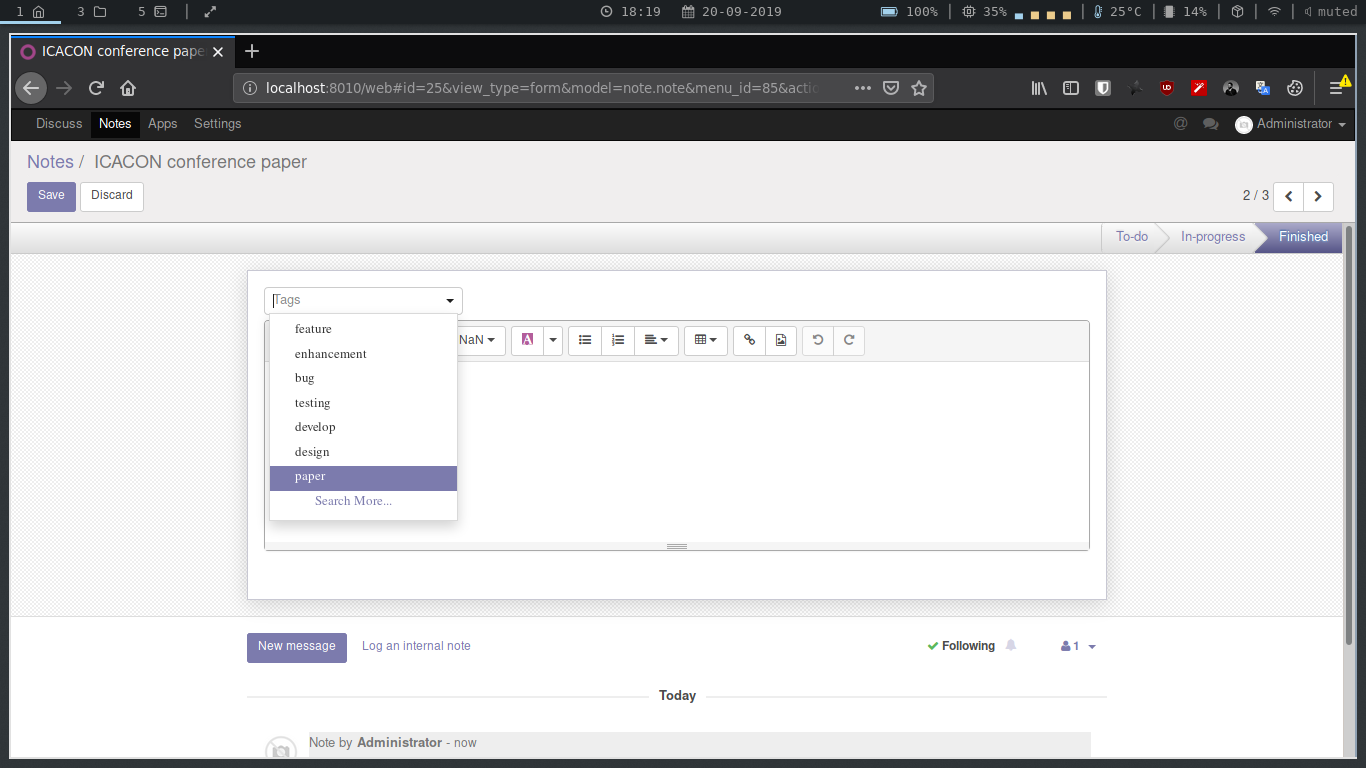 1 3 5 18:19 20-09-2019 100% 35% 25°C 14% muted
ICACON conference pape
localhost:8010/web#id=25&view_type=form&model=note.note&menu_id=85&actio
Discuss Notes Apps Settings @ Administrator
Notes / ICACON conference paper
Save Discard 2 / 3
To-do In-progress Finished
Tags
feature
NaN A
enhancement
bug
testing
develop
design
paper
Search More...
New message Log an internal note Following 1
Today
Note by Administrator - now